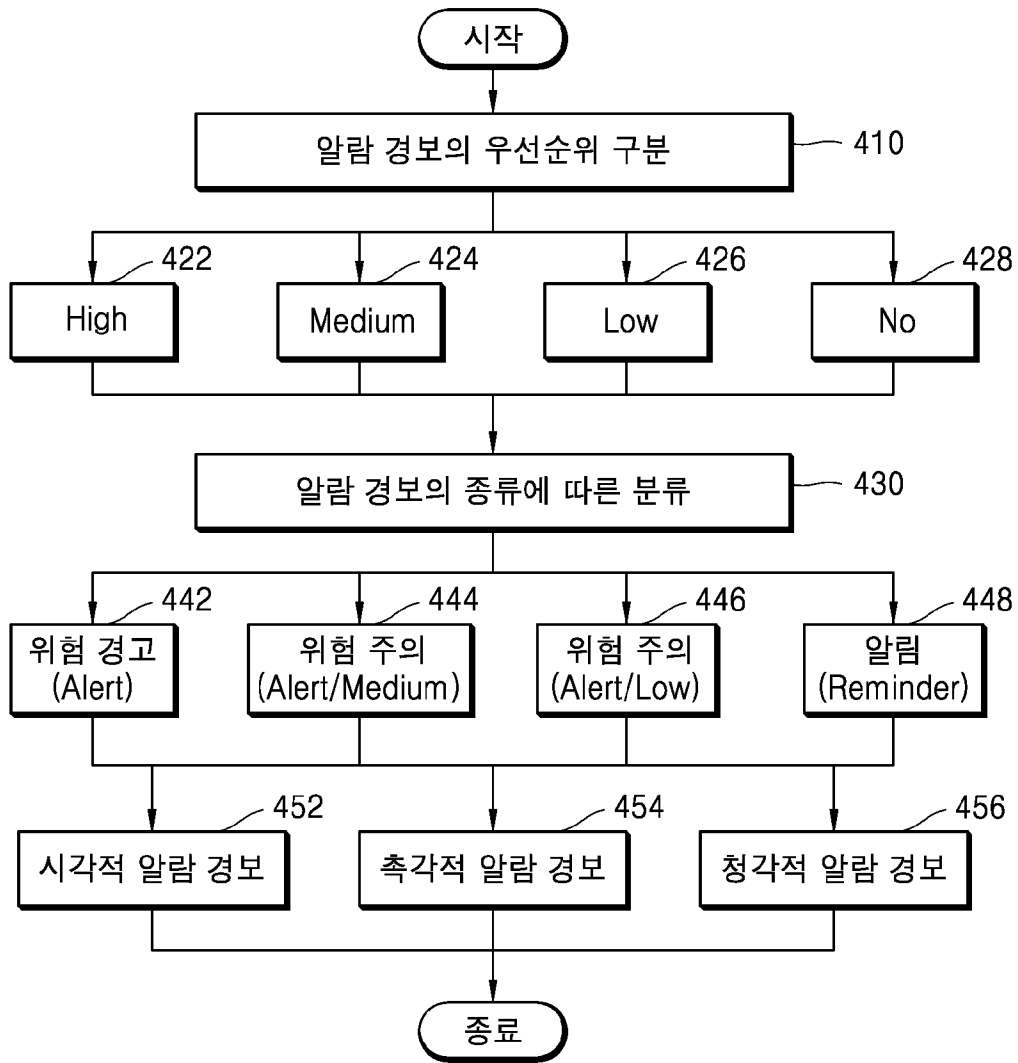 시작
알람 경보의 우선순위 구분
410
422
424
426
428
High
Medium
Low
No
알람 경보의 종류에 따른 분류
430
442
444
446
448
위험 경고
(Alert)
위험 주의
(Alert/Medium)
위험 주의
(Alert/Low)
알림
(Reminder)
452
454
456
시각적 알람 경보
촉각적 알람 경보
청각적 알람 경보
종료